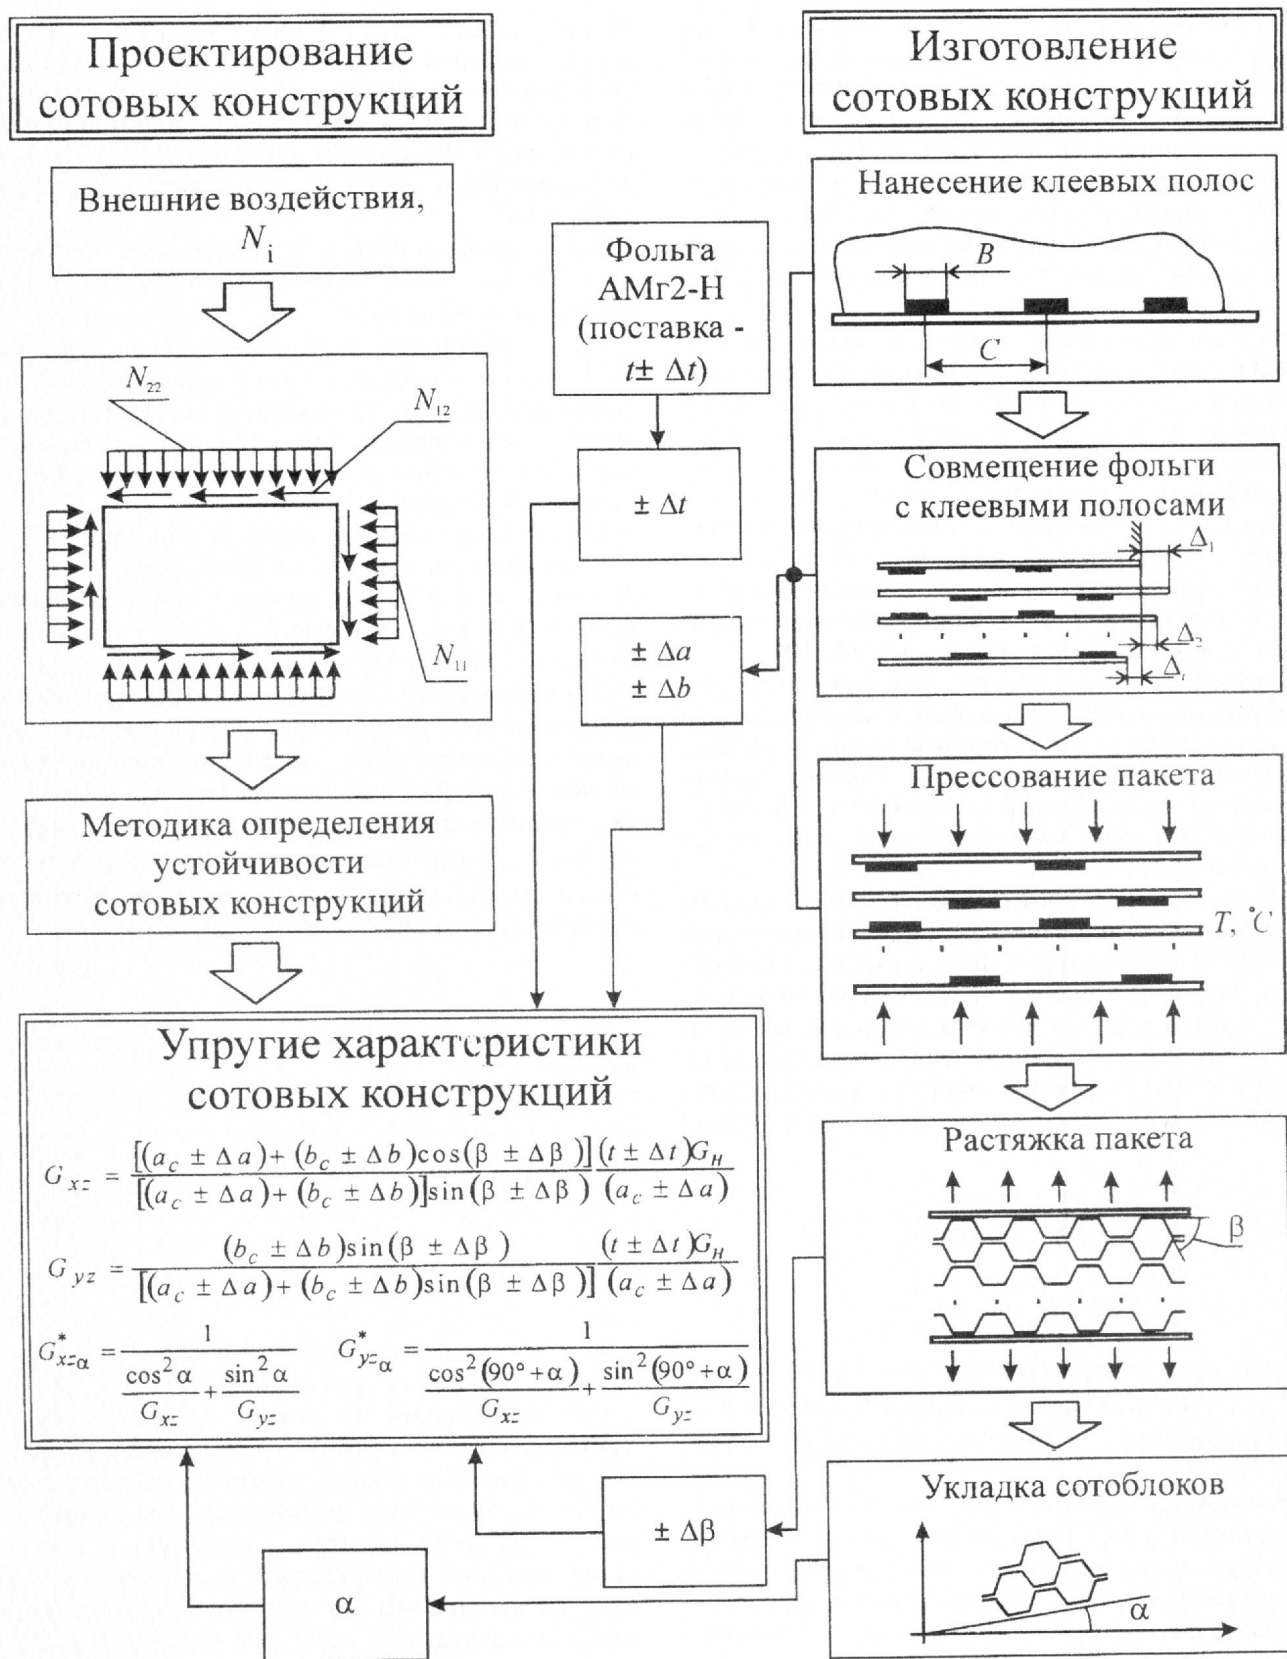 Проектирование
сотовых конструкций
Внешние воздействия,
N_i
N_22
N_12
N_11
Методика определения
устойчивости
сотовых конструкций
Фольга
АМг2-Н
(поставка -
t± Δt)
± Δt
± Δa
± Δb
Изготовление
сотовых конструкций
Нанесение клеевых полос
B
C
Совмещение фольги
с клеевыми полосами
Δ_1
Δ_2
Прессование пакета
T, °C
Растяжка пакета
β
Укладка сотоблоков
α
Упругие характеристики
сотовых конструкций
G_xz = [(a_c ± Δa) + (b_c ± Δb)cos(β ± Δβ)] / [(a_c ± Δa) + (b_c ± Δb)]sin(β ± Δβ) (t ± Δt)G_H / (a_c ± Δa)
G_yz = (b_c ± Δb)sin(β ± Δβ) / [(a_c ± Δa) + (b_c ± Δb)sin(β ± Δβ)] (t ± Δt)G_H / (a_c ± Δa)
G*_xzα = 1 / (cos²α / G_xz + sin²α / G_yz) G*_yzα = 1 / (cos²(90°+α) / G_xz + sin²(90°+α) / G_yz)
± Δβ
α